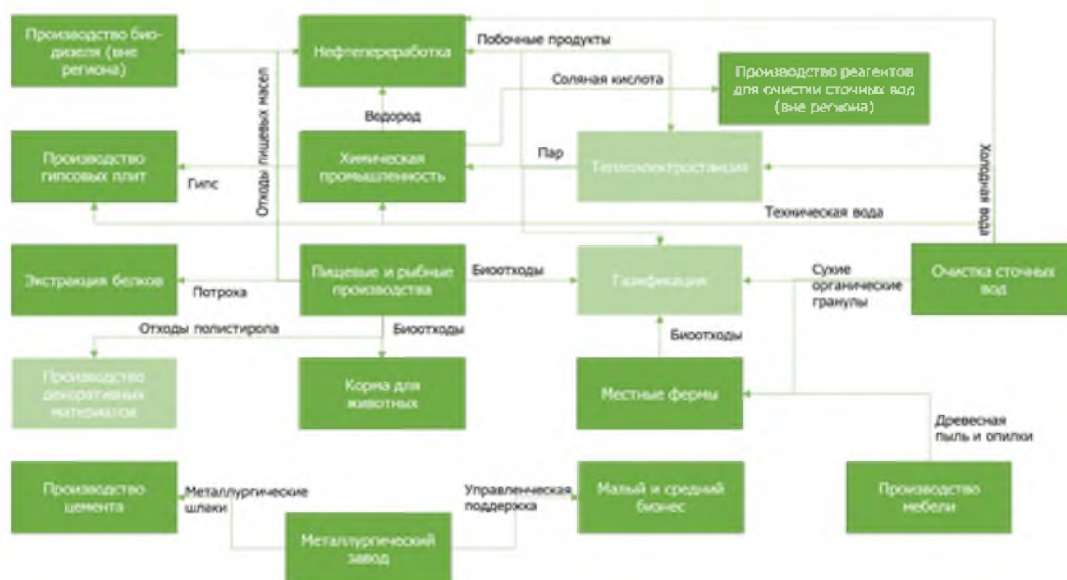 Производство био-
дизеля (вне
региона)
Нефтепереработка
Побочные продукты
Соляная кислота
Производство реагентов
для очистки сточных вод
(вне региона)
Отходы пищевых масел
Водород
Производство
гипсовых плит
Гипс
Химическая
промышленность
Пар
Теплоэлектростанция
Холодная вода
Техническая вода
Экстракция белков
Потроха
Пищевые и рыбные
производства
Биоотходы
Газификация
Сухие
органические
гранулы
Очистка сточных
вод
Отходы полистирола
Биоотходы
Биоотходы
Производство
декоративных
материалов
Корма для
животных
Местные фермы
Древесная
пыль и опилки
Производство
цемента
Металлургические
шлаки
Металлургический
завод
Управленческая
поддержка
Малый и средний
бизнес
Производство
мебели